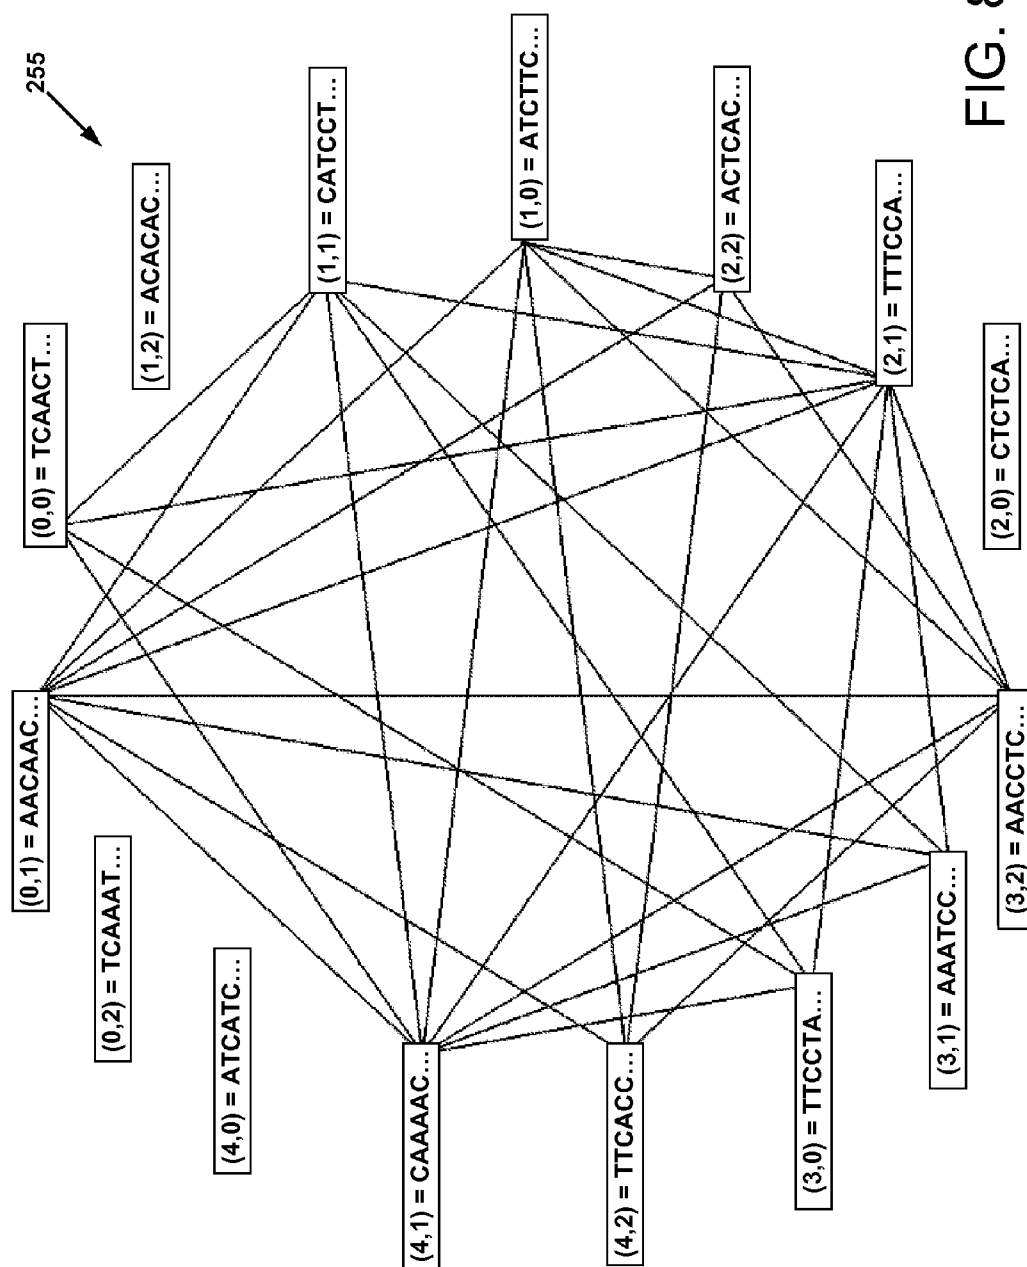 255
(0,1) = AACAAC...
(0,0) = TCAACT...
(0,2) = TCAAAT...
(1,2) = ACACAC...
(4,0) = ATCATC...
(1,1) = CATCCT...
(4,1) = CAAAAC...
(1,0) = ATCTTC...
(4,2) = TTCACC...
(2,2) = ACTCAC...
(3,0) = TTCCTA...
(2,1) = TTTCCA...
(3,1) = AAATCC...
(2,0) = CTCTCA...
(3,2) = AACCTC...
FIG. 8